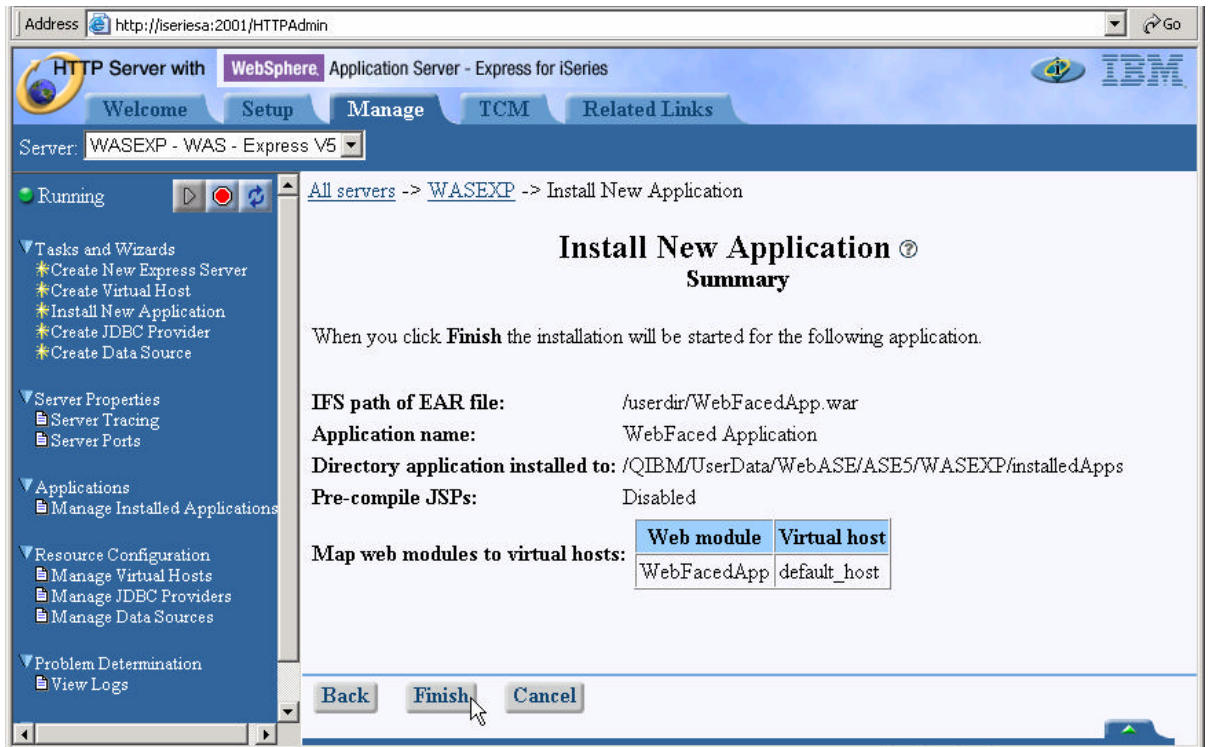 Address http://iseriesa:2001/HTTPAdmin Go
HTTP Server with WebSphere. Application Server - Express for iSeries IBM
Welcome Setup Manage TCM Related Links
Server: WASEXP - WAS - Express V5
Running
Tasks and Wizards
Create New Express Server
Create Virtual Host
Install New Application
Create JDBC Provider
Create Data Source
Server Properties
Server Tracing
Server Ports
Applications
Manage Installed Applications
Resource Configuration
Manage Virtual Hosts
Manage JDBC Providers
Manage Data Sources
Problem Determination
View Logs
All servers -> WASEXP -> Install New Application
Install New Application ?
Summary
When you click Finish the installation will be started for the following application.
IFS path of EAR file: /userdir/WebFacedApp.war
Application name: WebFaced Application
Directory application installed to: /QIBM/UserData/WebASE/ASE5/WASEXP/installedApps
Pre-compile JSPs: Disabled
Map web modules to virtual hosts:
Web module Virtual host
WebFacedApp default_host
Back Finish Cancel